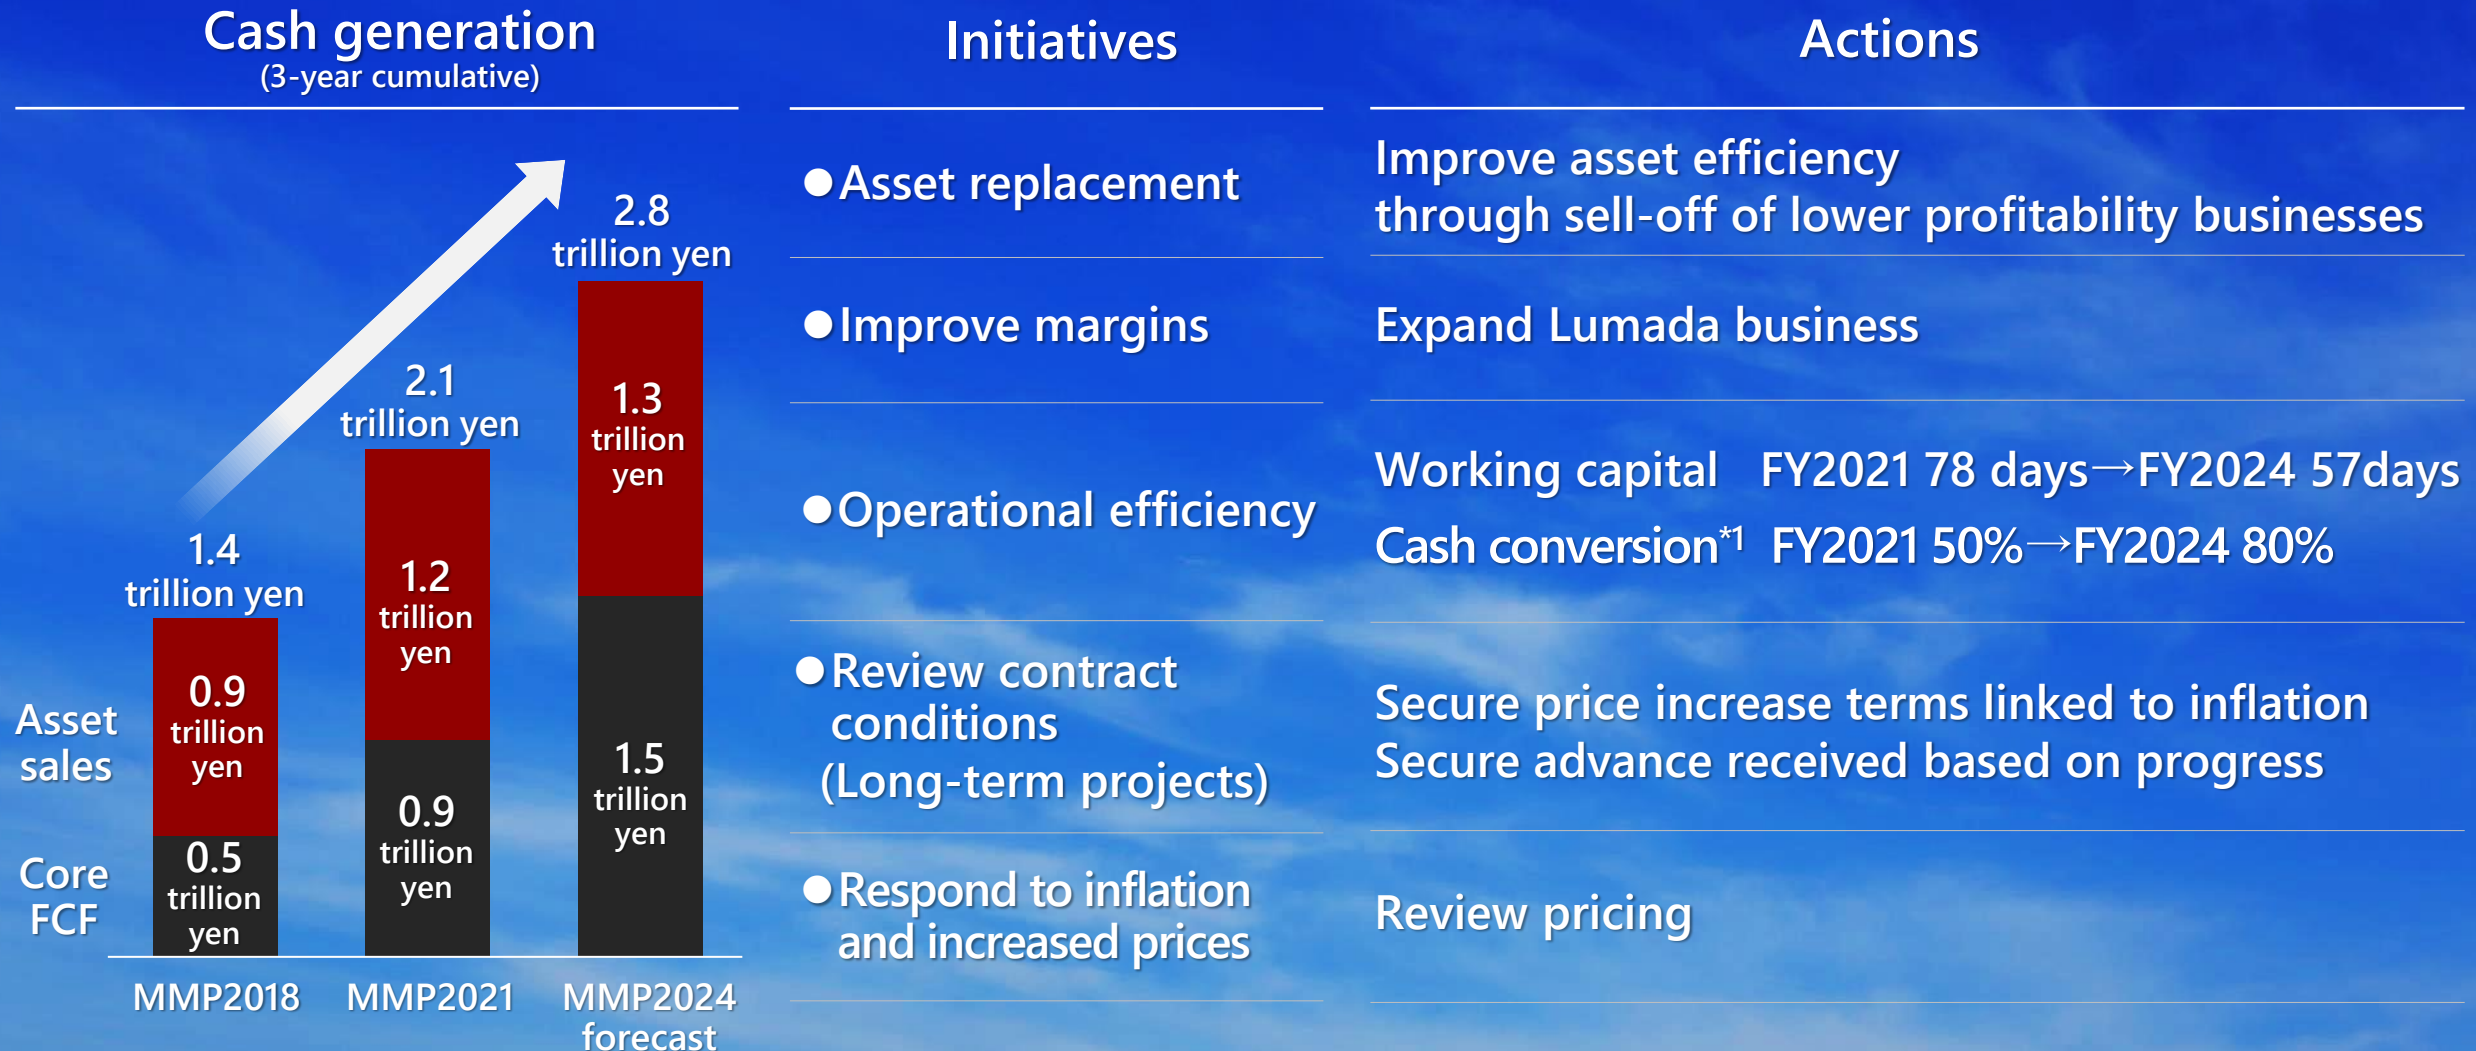 Cash generation
(3-year cumulative)
2.8
trillion yen
2.1
trillion yen
1.4
trillion yen
1.3
trillion
yen
1.2
trillion
yen
0.9
trillion
yen
Asset
sales
1.5
trillion
yen
0.9
trillion
yen
0.5
trillion
yen
Core
FCF
MMP2018
MMP2021
MMP2024
forecast
Initiatives
●Asset replacement
●Improve margins
●Operational efficiency
●Review contract
conditions
(Long-term projects)
●Respond to inflation
and increased prices
Actions
Improve asset efficiency
through sell-off of lower profitability businesses
Expand Lumada business
Working capital FY2021 78 days→FY2024 57days
Cash conversion*1 FY2021 50%→FY2024 80%
Secure price increase terms linked to inflation
Secure advance received based on progress
Review pricing